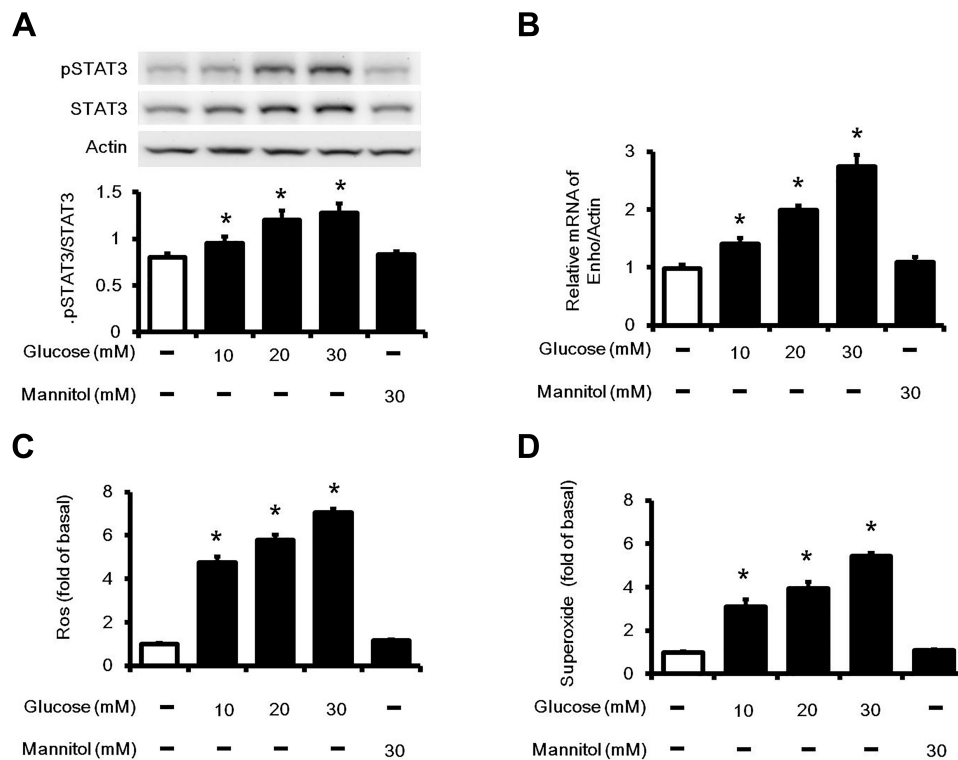 A
pSTAT3
STAT3
Actin
.pSTAT3/STAT3
1.5
1
0.5
0
Glucose (mM) – 10 20 30 –
Mannitol (mM) – – – – 30
B
Relative mRNA of
Enho/Actin
3
*
*
*
2
1
0
Glucose (mM) – 10 20 30 –
Mannitol (mM) – – – – 30
* * *
C
Ros (fold of basal)
8
6
4
2
0
* * *
Glucose (mM) – 10 20 30 –
Mannitol (mM) – – – – 30
D
Superoxide (fold of basal)
8
6
4
2
0
* * *
Glucose (mM) – 10 20 30 –
Mannitol (mM) – – – – 30